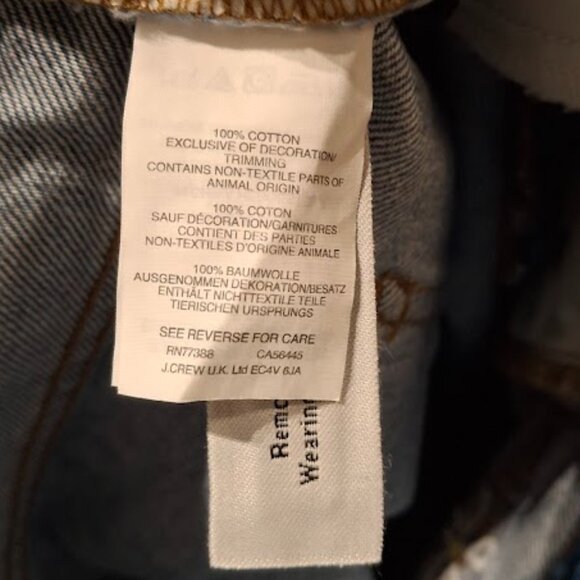 100% COTTON
EXCLUSIVE OF DECORATION/
TRIMMING
CONTAINS NON-TEXTILE PARTS OF
ANIMAL ORIGIN
100% COTON
SAUF DÉCORATION/GARNITURES
CONTIENT DES PARTIES
NON-TEXTILES D'ORIGINE ANIMALE
100% BAUMWOLLE
AUSGENOMMEN DEKORATION/BESATZ
ENTHÄLT NICHTTEXTILE TEILE
TIERISCHEN URSPRUNGS
SEE REVERSE FOR CARE
RN77388 CA56445
J.CREW U.K. Ltd EC4V 6JA